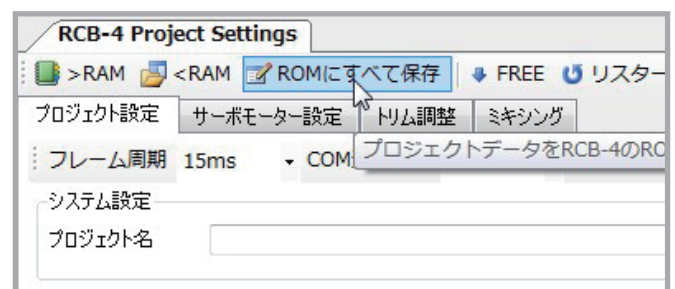 RCB-4 Project Settings
>RAM <RAM ROMにすべて保存 FREE リスター
プロジェクト設定 サーボモーター設定 トリム調整 ミキシング
フレーム周期 15ms COM プロジェクトデータをRCB-4のRO
システム設定
プロジェクト名